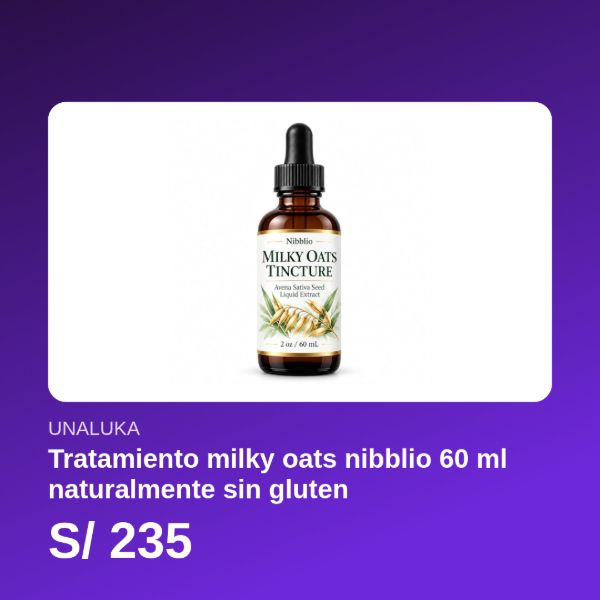 Nibblio
MILKY OATS
TINCTURE
Avena Sativa Seed
Liquid Extract
2 oz / 60 mL
UNALUKA
Tratamiento milky oats nibblio 60 ml
naturalmente sin gluten
S/ 235